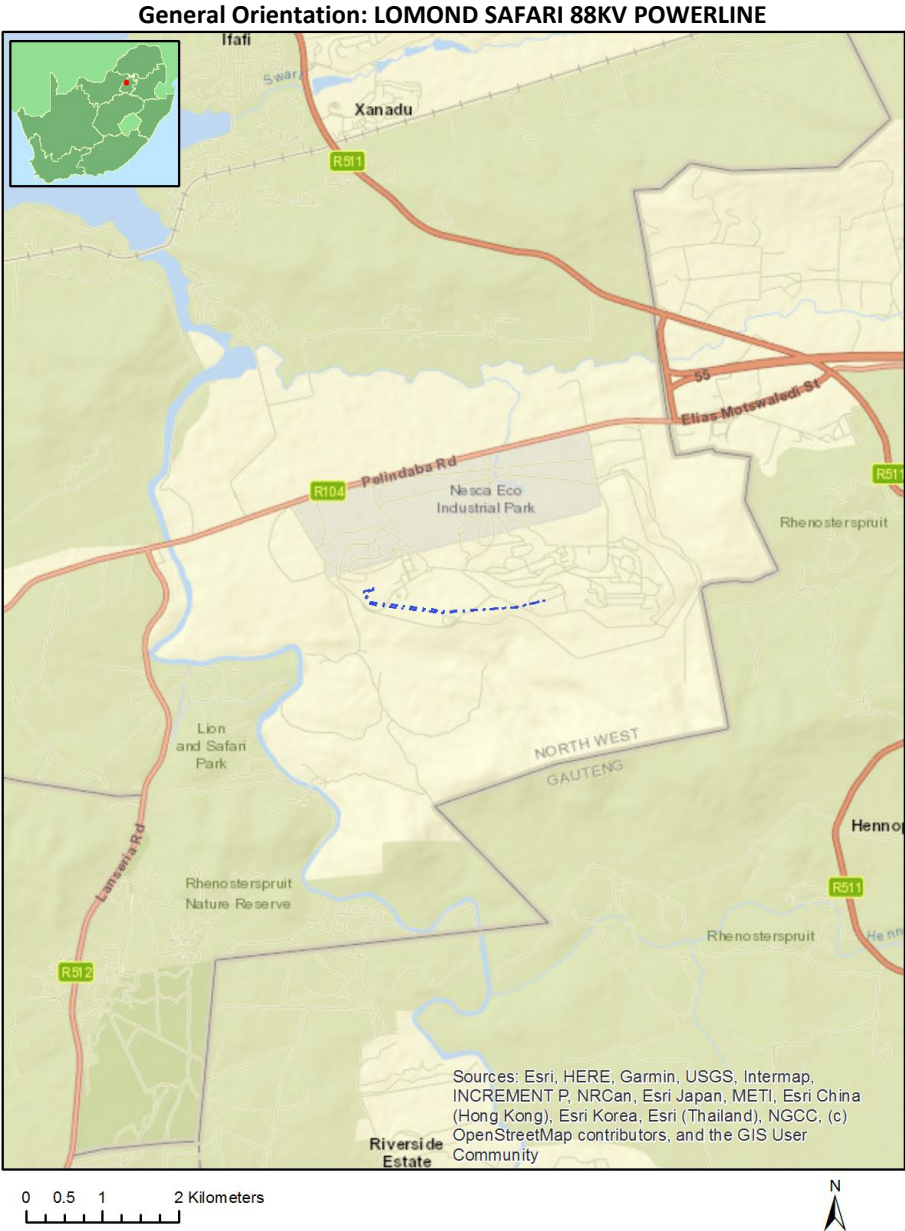 General Orientation: LOMOND SAFARI 88KV POWERLINE
Ifafi
Swart
Xanadu
R511
55
Elias Motswaledi St
R511
Pelindaba Rd
R104
Nesca Eco
Industrial Park
Rhenosterspruit
Lion
and Safari
Park
NORTH WEST
GAUTENG
Hennop
Lanseria Rd
R511
Rhenosterspruit
Nature Reserve
Rhenosterspruit
Henn
R512
Sources: Esri, HERE, Garmin, USGS, Intermap,
INCREMENT P, NRCan, Esri Japan, METI, Esri China
(Hong Kong), Esri Korea, Esri (Thailand), NGCC, (c)
OpenStreetMap contributors, and the GIS User
Community
Riverside
Estate
0 0.5 1 2 Kilometers
N